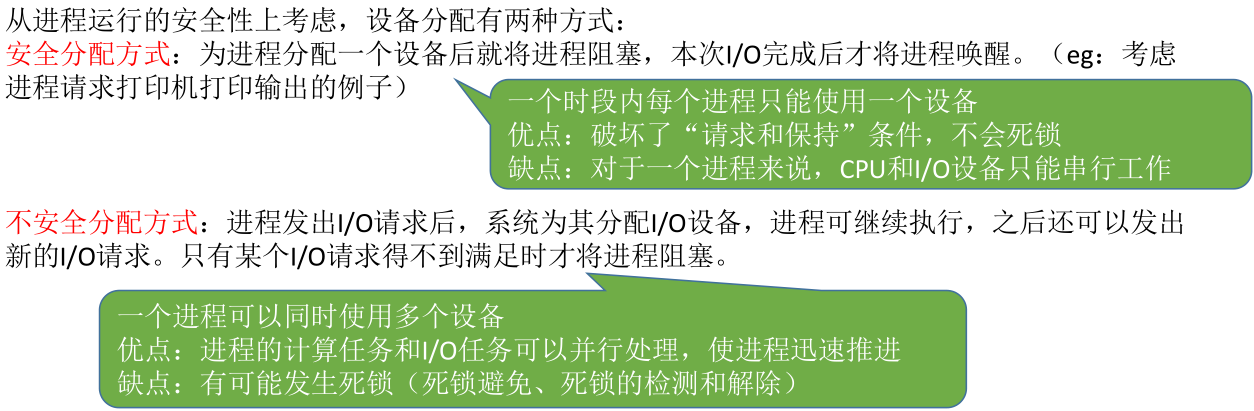 从进程运行的安全性上考虑，设备分配有两种方式：
安全分配方式：为进程分配一个设备后就将进程阻塞，本次I/O完成后才将进程唤醒。（eg：考虑
进程请求打印机打印输出的例子）
一个时段内每个进程只能使用一个设备
优点：破坏了“请求和保持”条件，不会死锁
缺点：对于一个进程来说，CPU和I/O设备只能串行工作
不安全分配方式：进程发出I/O请求后，系统为其分配I/O设备，进程可继续执行，之后还可以发出
新的I/O请求。只有某个I/O请求得不到满足时才将进程阻塞。
一个进程可以同时使用多个设备
优点：进程的计算任务和I/O任务可以并行处理，使进程迅速推进
缺点：有可能发生死锁（死锁避免、死锁的检测和解除）